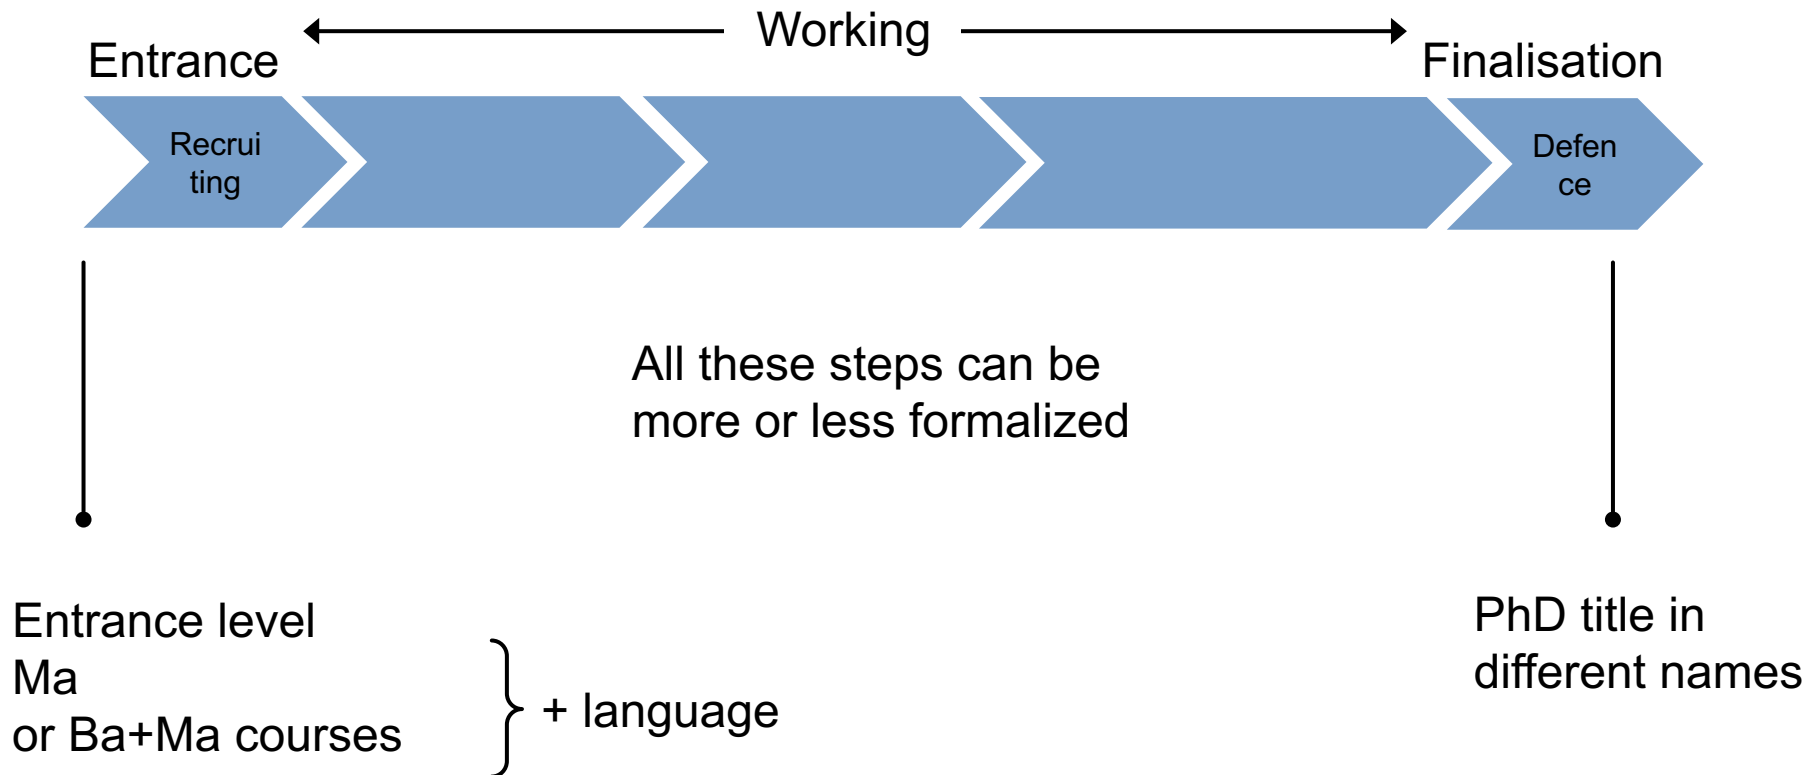 Working
Entrance
Finalisation
Recrui
ting
Defen
ce
All these steps can be
more or less formalized
Entrance level
Ma
or Ba+Ma courses
+ language
PhD title in
different names